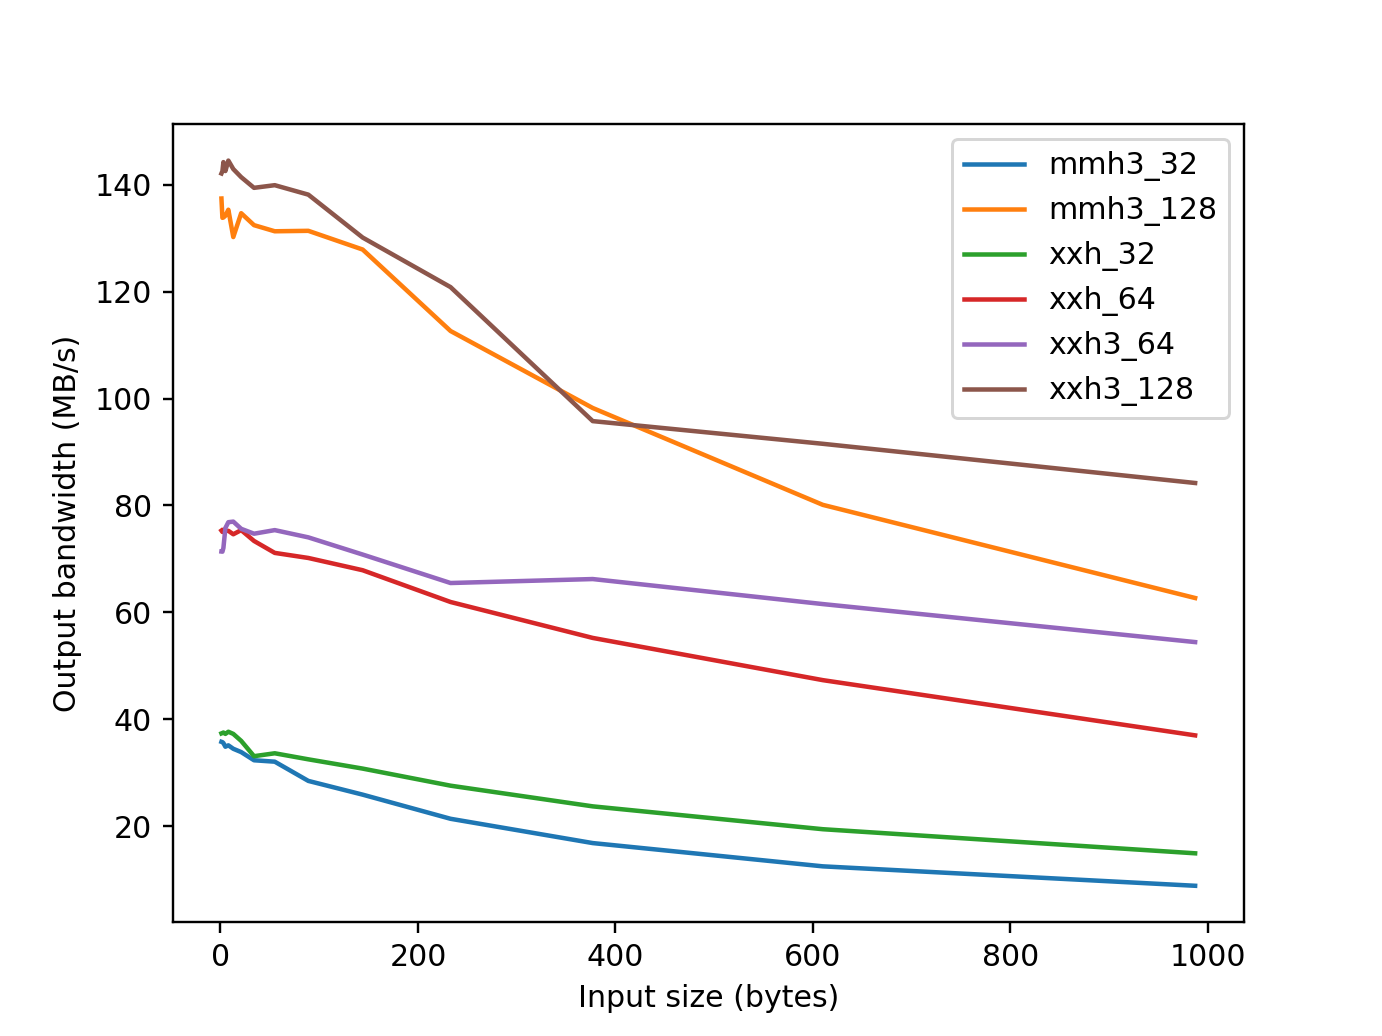 140
120
100
80
60
40
20
Output bandwidth (MB/s)
mmh3_32
mmh3_128
xxh_32
xxh_64
xxh3_64
xxh3_128
0 200 400 600 800 1000
Input size (bytes)